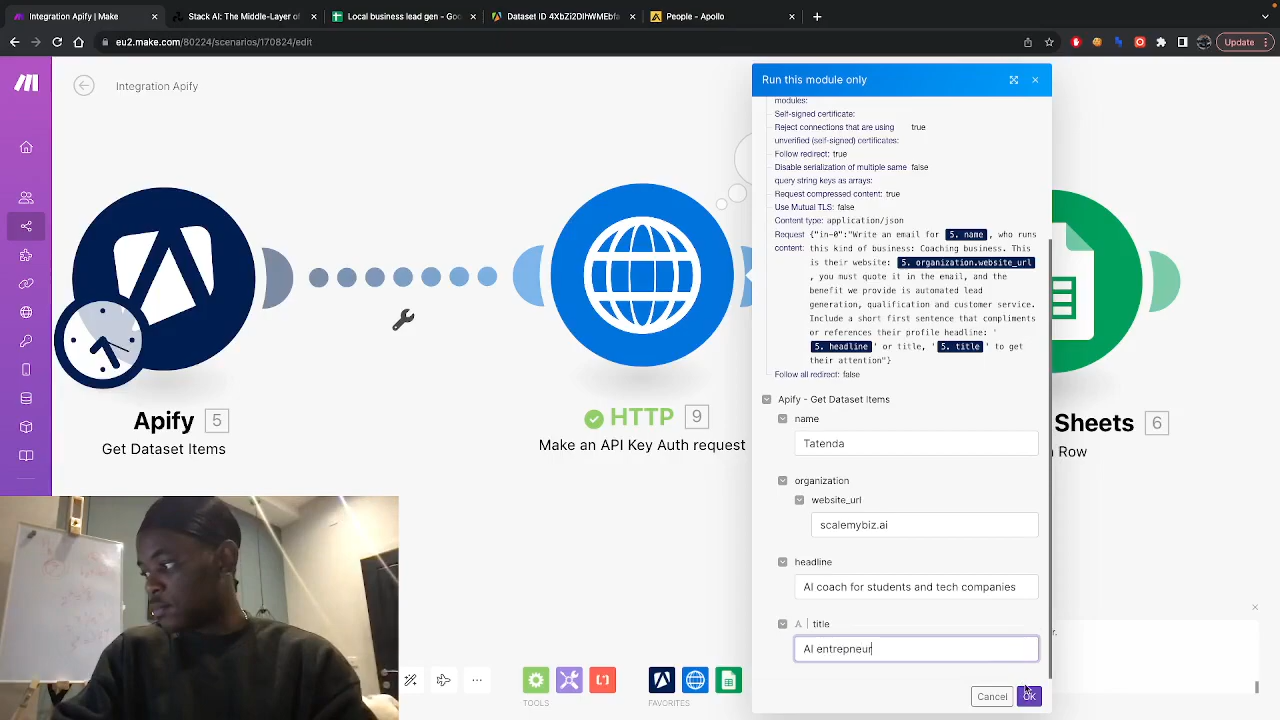 Integration Apify | Make
Stack AI: The Middle-Layer of
Local business lead gen - Goo
Dataset ID 4XbZi2DIHWMEbfa
People - Apollo
eu2.make.com/80224/scenarios/170824/edit
Update
Integration Apify
Run this module only
modules:
Self-signed certificate:
Reject connections that are using true
unverified (self-signed) certificates:
Follow redirect: true
Disable serialization of multiple same false
query string keys as arrays:
Request compressed content: true
Use Mutual TLS: false
Content type: application/json
Request {"in-0":"Write an email for 5. name , who runs
content: this kind of business: Coaching business. This
is their website: 5. organization.website_url
, you must quote it in the email, and the
benefit we provide is automated lead
generation, qualification and customer service.
Include a short first sentence that compliments
or references their profile headline: '
5. headline ' or title, ' 5. title ' to get
their attention"}
Follow all redirect: false
Apify - Get Dataset Items
name
Tatenda
organization
website_url
scalemybiz.ai
headline
AI coach for students and tech companies
A title
AI entrepneur
Cancel
OK
Apify 5
Get Dataset Items
HTTP 9
Make an API Key Auth request
Sheets 6
Row
TOOLS
FAVORITES